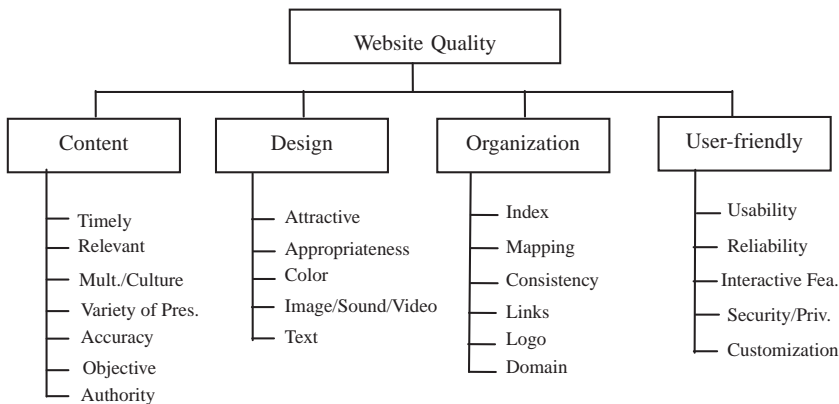 Website Quality
Content
Timely
Relevant
Mult./Culture
Variety of Pres.
Accuracy
Objective
Authority
Design
Attractive
Appropriateness
Color
Image/Sound/Video
Text
Organization
Index
Mapping
Consistency
Links
Logo
Domain
User-friendly
Usability
Reliability
Interactive Fea.
Security/Priv.
Customization